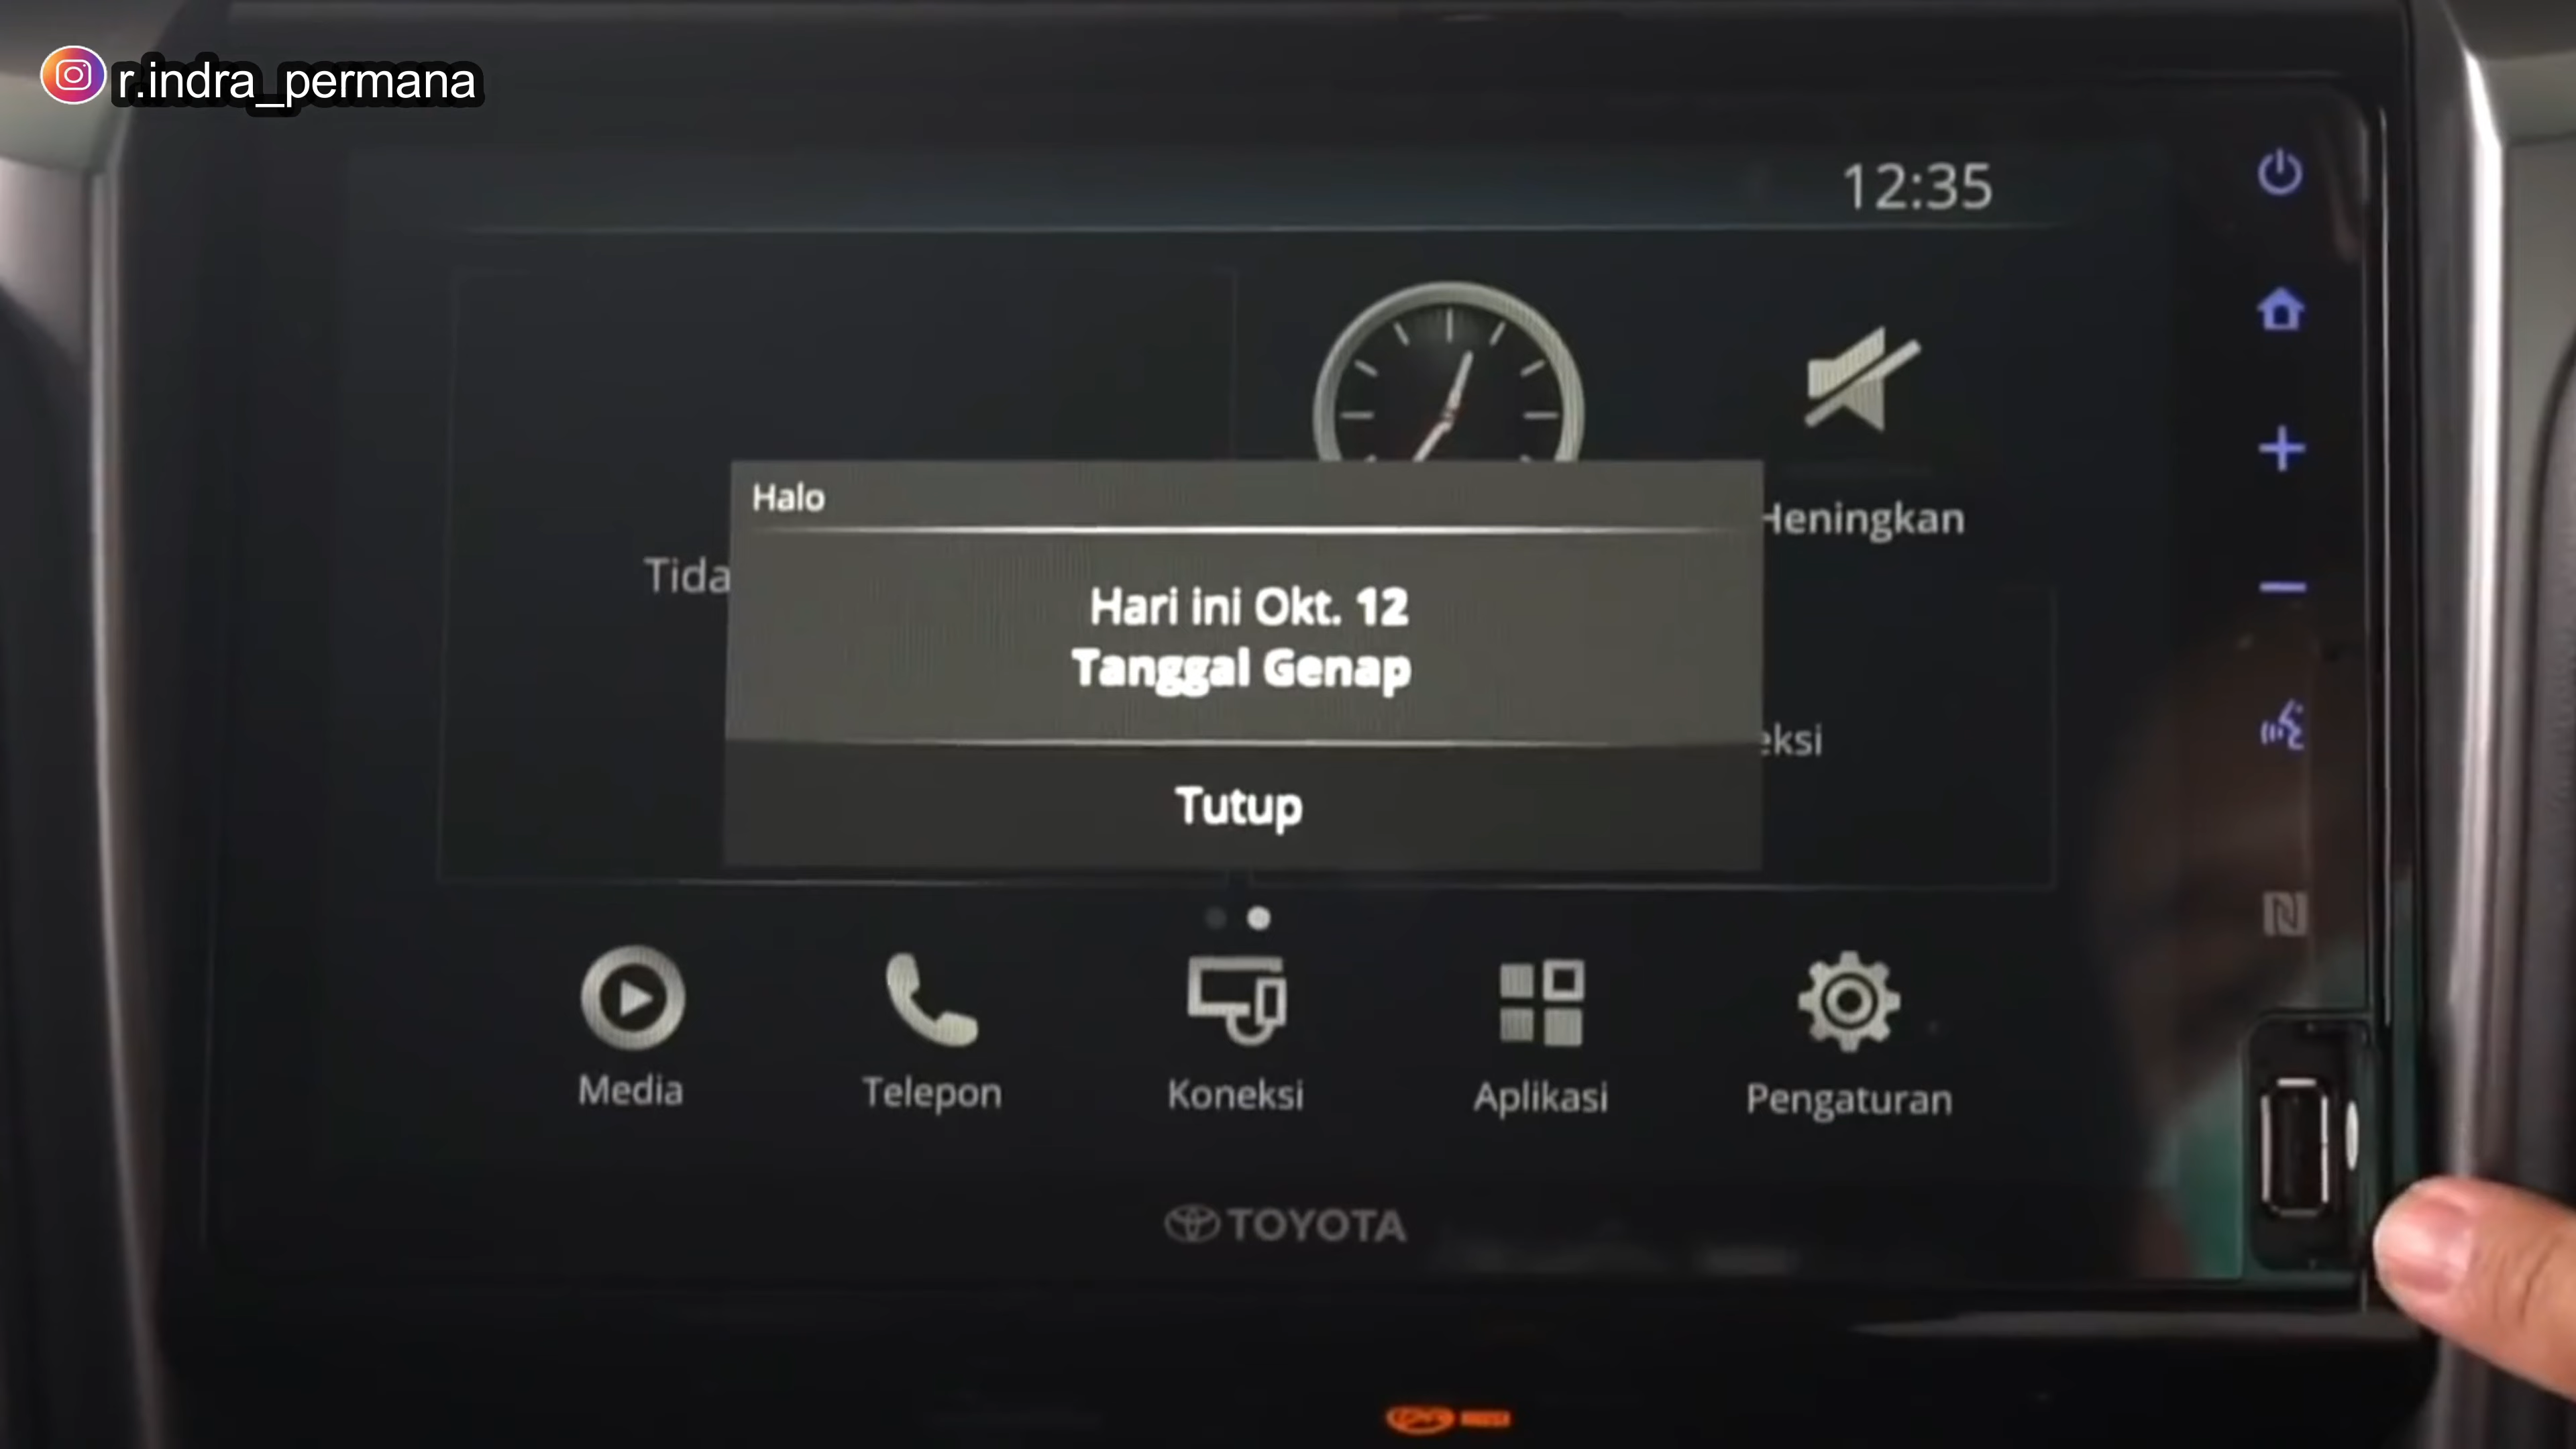 r.indra_permana
12:35
Heningkan
Tida
Halo
Hari ini Okt. 12
Tanggal Genap
eksi
Tutup
Media
Telepon
Koneksi
Aplikasi
Pengaturan
TOYOTA